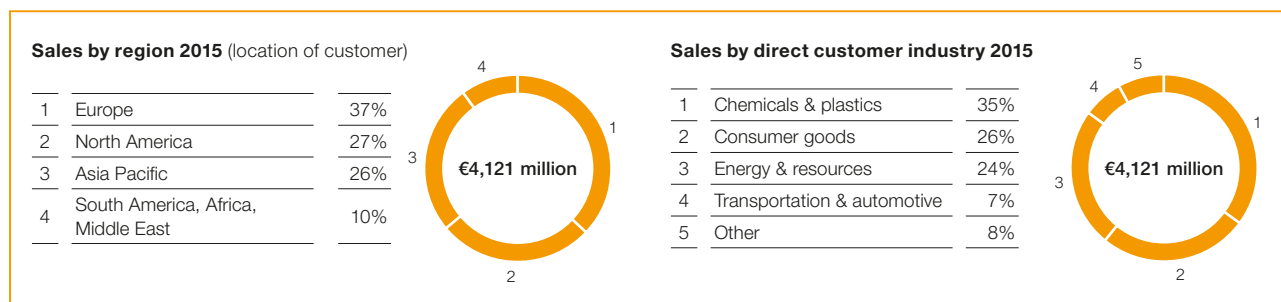 Sales by region 2015 (location of customer)
1 Europe 37%
2 North America 27%
3 Asia Pacific 26%
4 South America, Africa,
Middle East 10%
4
3
1
2
€4,121 million
Sales by direct customer industry 2015
1 Chemicals & plastics 35%
2 Consumer goods 26%
3 Energy & resources 24%
4 Transportation & automotive 7%
5 Other 8%
5
4
1
3
2
€4,121 million